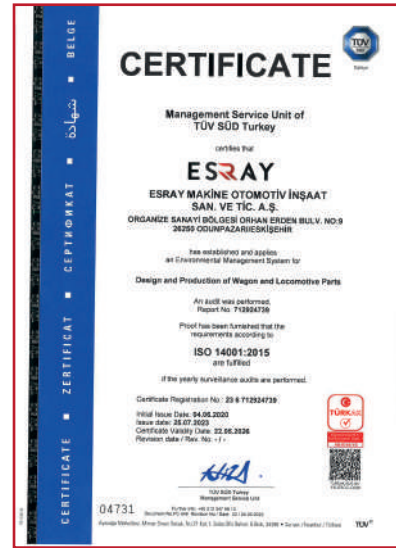 CERTIFICATE ■ ZERTIFICAT ■ СЕРТИФИКАТ ■ شهادة ■ BELGE
TÜV
Türkiye
CERTIFICATE
Management Service Unit of
TÜV SÜD Turkey
certifies that
ESRAY
ESRAY MAKİNE OTOMOTİV İNŞAAT
SAN. VE TİC. A.Ş.
ORGANİZE SANAYİ BÖLGESİ ORHAN ERDEN BULV. NO:9
26250 ODUNPAZARI/ESKİŞEHİR
has established and applies
an Environmental Management System for
Design and Production of Wagon and Locomotive Parts
An audit was performed,
Report No: 712924739
Proof has been furnished that the
requirements according to
ISO 14001:2015
are fulfilled
if the yearly surveillance audits are performed.
Certificate Registration No : 23 6 712924739
Initial Issue Date: 04.06.2020
Issue date: 25.07.2023
Certificate Validity Date: 22.06.2026
Revision date / Rev. No: - / -
TÜRKAK
TÜV SÜD Turkey
Management Service Unit
04731
TÜV®